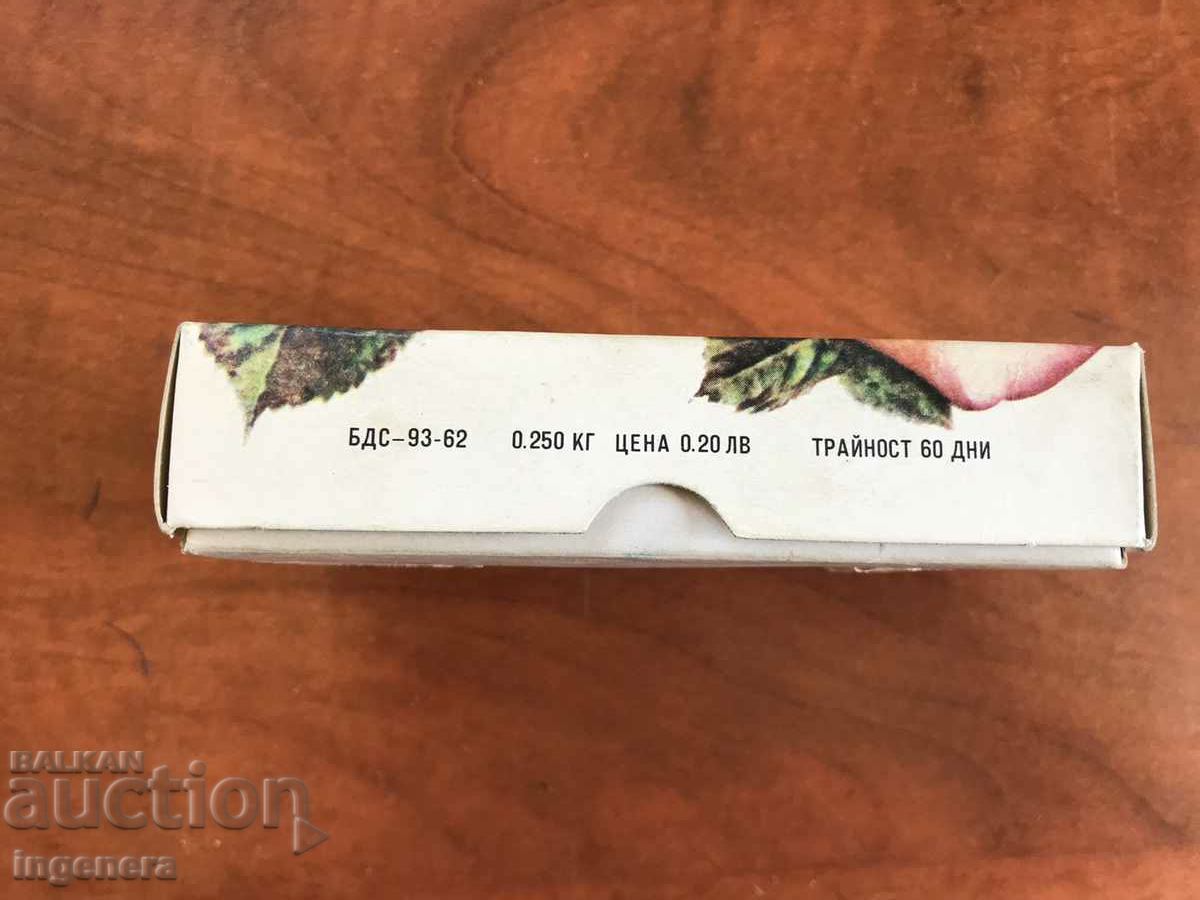 БДС-93-62 0.250 КГ ЦЕНА 0.20 ЛВ ТРАЙНОСТ 60 ДНИ
BALKAN
auction
ingenera